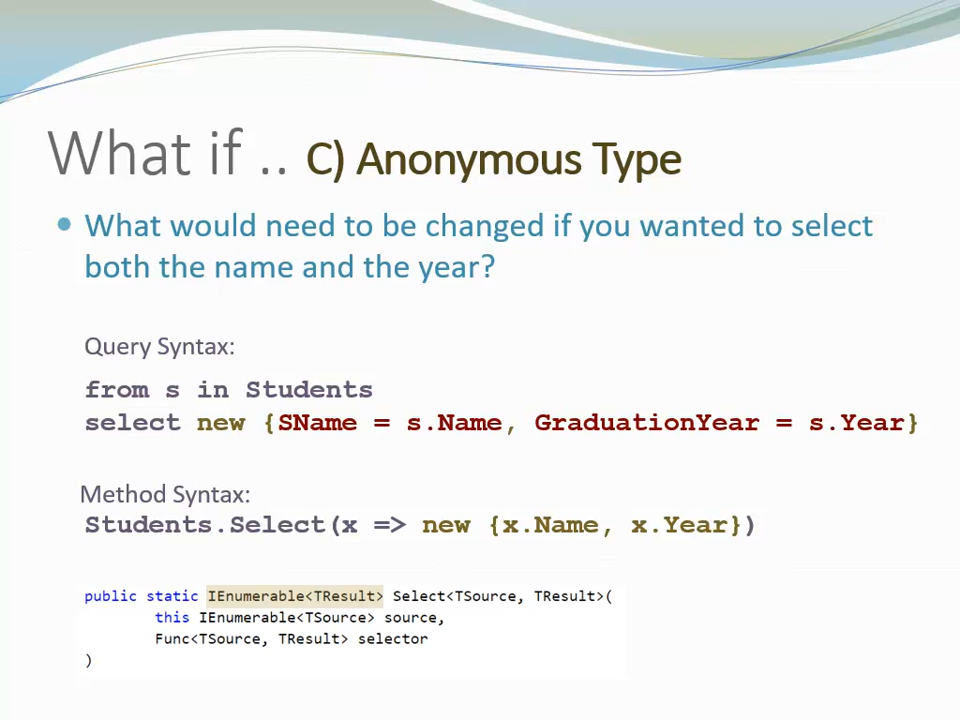 What if .. C) Anonymous Type
• What would need to be changed if you wanted to select
both the name and the year?
Query Syntax:
from s in Students
select new {SName = s.Name, GraduationYear = s.Year}
Method Syntax:
Students.Select(x => new {x.Name, x.Year})
public static IEnumerable<TResult> Select<TSource, TResult>(
this IEnumerable<TSource> source,
Func<TSource, TResult> selector
)